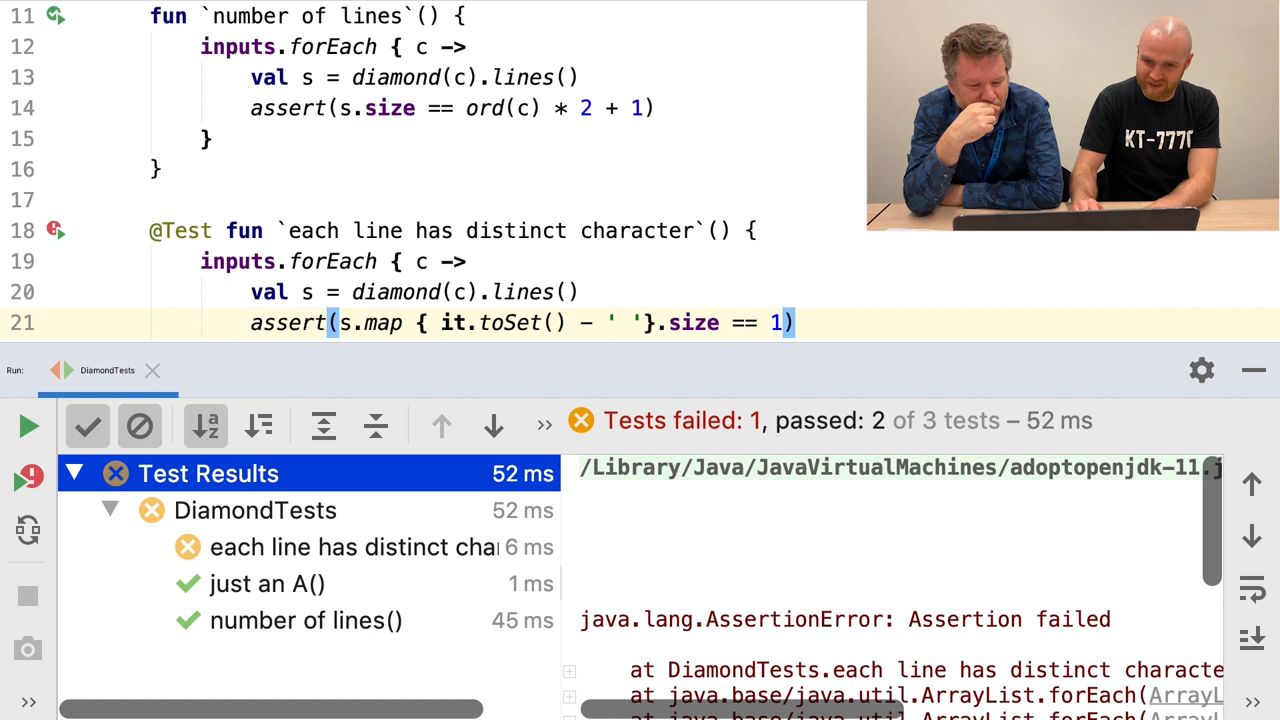 11 fun `number of lines`() {
12 inputs.forEach { c ->
13 val s = diamond(c).lines()
14 assert(s.size == ord(c) * 2 + 1)
15 }
16 }
17
18 @Test fun `each line has distinct character`() {
19 inputs.forEach { c ->
20 val s = diamond(c).lines()
21 assert(s.map { it.toSet() - ' '}.size == 1)
KT-777
Run: DiamondTests
Tests failed: 1, passed: 2 of 3 tests – 52 ms
Test Results 52 ms
DiamondTests 52 ms
each line has distinct cha 6 ms
just an A() 1 ms
number of lines() 45 ms
/Library/Java/JavaVirtualMachines/adoptopenjdk-11.j
java.lang.AssertionError: Assertion failed
at DiamondTests.each line has distinct characte
at java.base/java.util.ArrayList.forEach(ArrayL